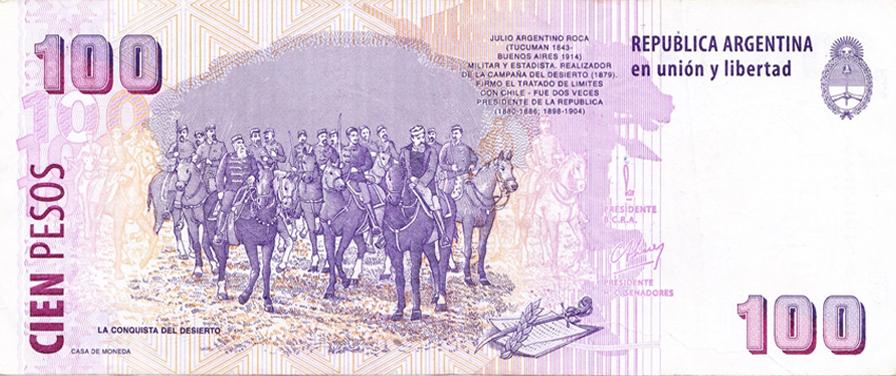 100
JULIO ARGENTINO ROCA
(TUCUMAN 1843-
BUENOS AIRES 1914)
MILITAR Y ESTADISTA. REALIZADOR
DE LA CAMPAÑA DEL DESIERTO (1879).
FIRMO EL TRATADO DE LIMITES
CON CHILE - FUE DOS VECES
PRESIDENTE DE LA REPUBLICA
(1880-1886; 1898-1904)
REPUBLICA ARGENTINA
en unión y libertad
100
CIEN PESOS
PRESIDENTE
B.C.R.A.
PRESIDENTE
H.C. SENADORES
LA CONQUISTA DEL DESIERTO
CASA DE MONEDA
100